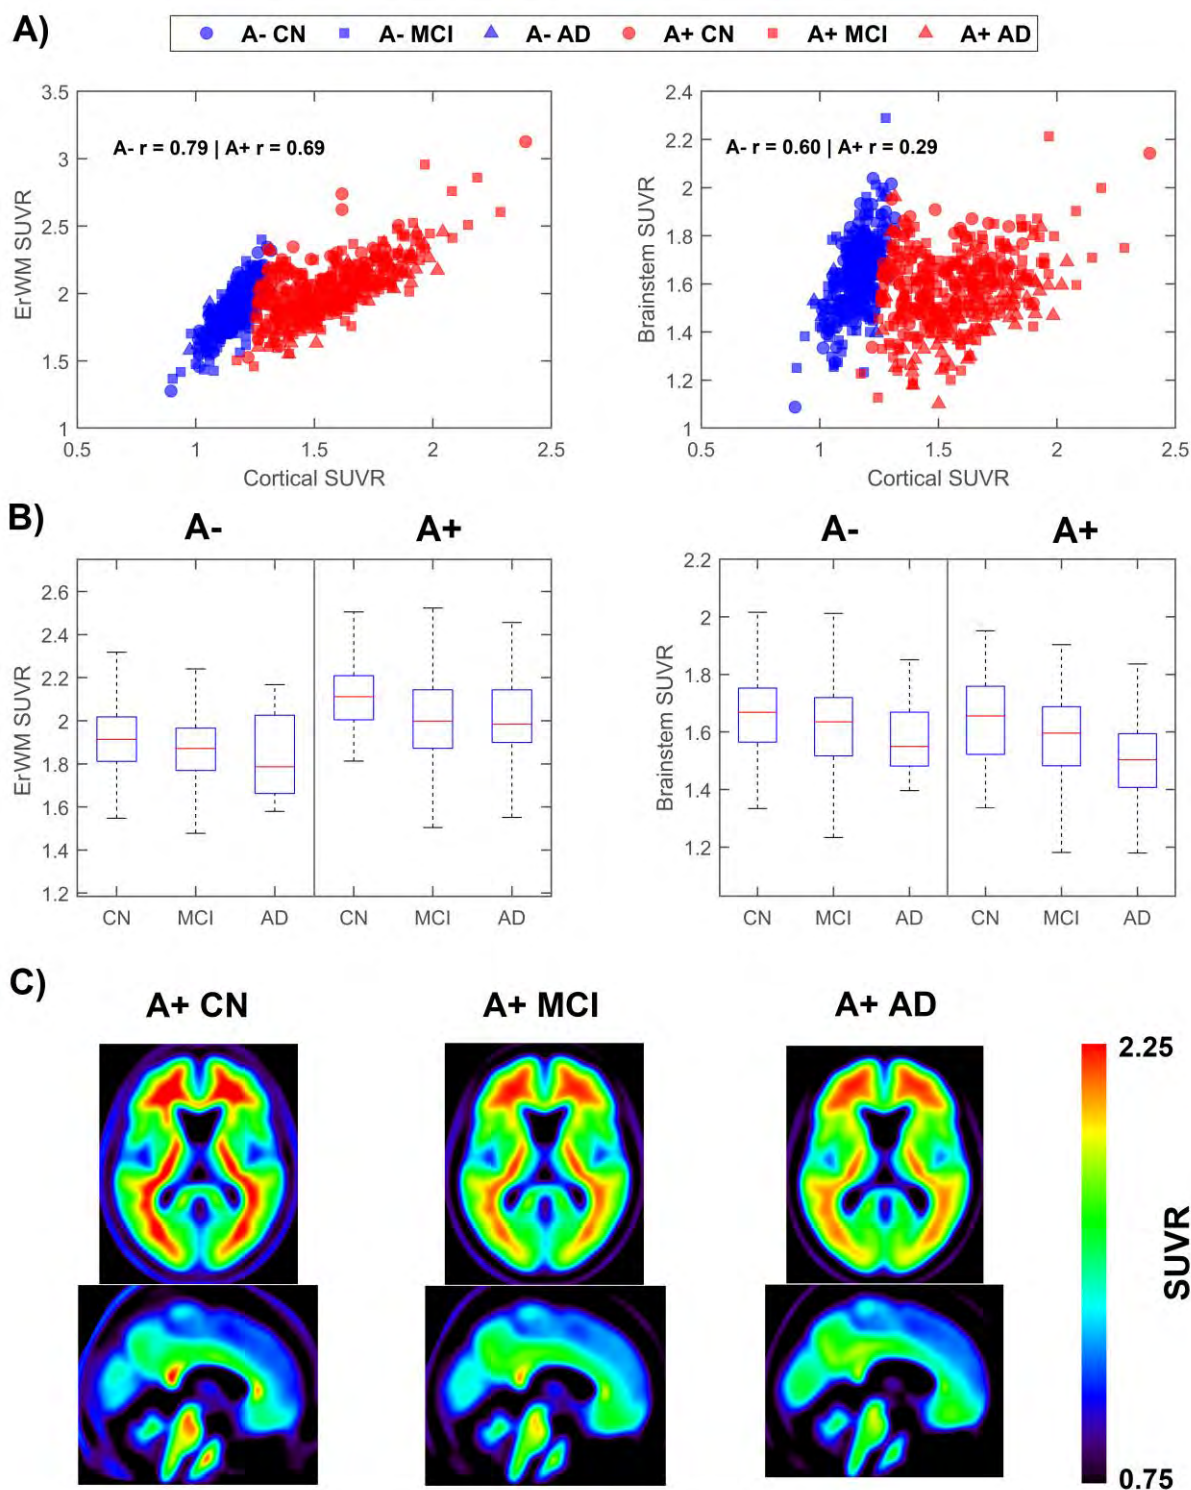 A)
A- CN A- MCI A- AD A+ CN A+ MCI A+ AD
3.5
3
2.5
2
1.5
1
ErWM SUVR
A- r = 0.79 | A+ r = 0.69
0.5 1 1.5 2 2.5
Cortical SUVR
2.4
2.2
2
1.8
1.6
1.4
1.2
1
Brainstem SUVR
A- r = 0.60 | A+ r = 0.29
0.5 1 1.5 2 2.5
Cortical SUVR
B)
A- A+
2.6
2.4
2.2
2
1.8
1.6
1.4
1.2
ErWM SUVR
CN MCI AD CN MCI AD
A- A+
2.2
2
1.8
1.6
1.4
1.2
Brainstem SUVR
CN MCI AD CN MCI AD
C)
A+ CN A+ MCI A+ AD
2.25
SUVR
0.75